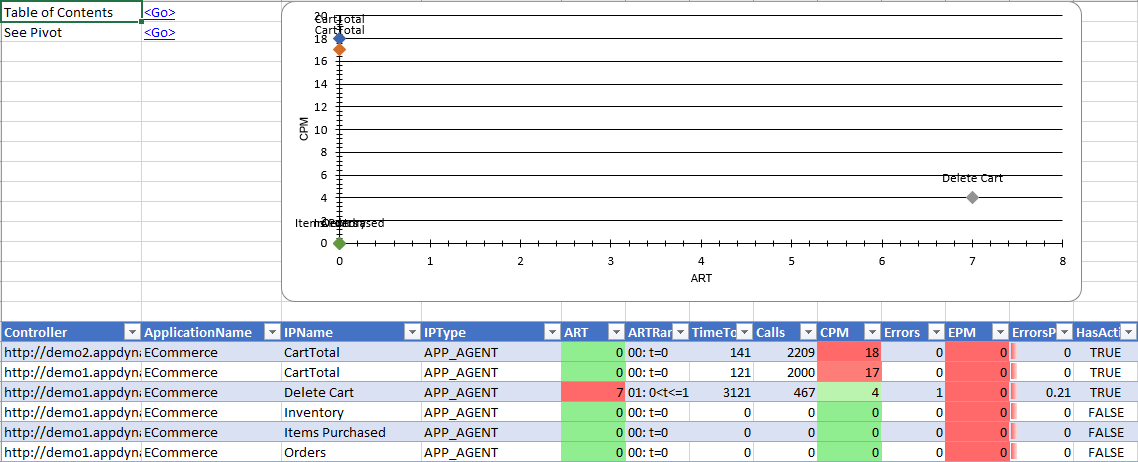 Table of Contents <Go>
See Pivot <Go>
20
CartTotal
CartTotal
18
16
14
12
CPM
10
8
6
Delete Cart
4
Items Purchased
0
0 1 2 3 4 5 6 7 8
ART
Controller ApplicationName IPName IPType ART ARTRan TimeTo Calls CPM Errors EPM ErrorsP HasActi
http://demo2.appdyna ECommerce CartTotal APP_AGENT 0 00: t=0 141 2209 18 0 0 0 TRUE
http://demo1.appdyna ECommerce CartTotal APP_AGENT 0 00: t=0 121 2000 17 0 0 0 TRUE
http://demo1.appdyna ECommerce Delete Cart APP_AGENT 7 01: 0<t<=1 3121 467 4 1 0 0.21 TRUE
http://demo1.appdyna ECommerce Inventory APP_AGENT 0 00: t=0 0 0 0 0 0 0 FALSE
http://demo1.appdyna ECommerce Items Purchased APP_AGENT 0 00: t=0 0 0 0 0 0 0 FALSE
http://demo1.appdyna ECommerce Orders APP_AGENT 0 00: t=0 0 0 0 0 0 0 FALSE